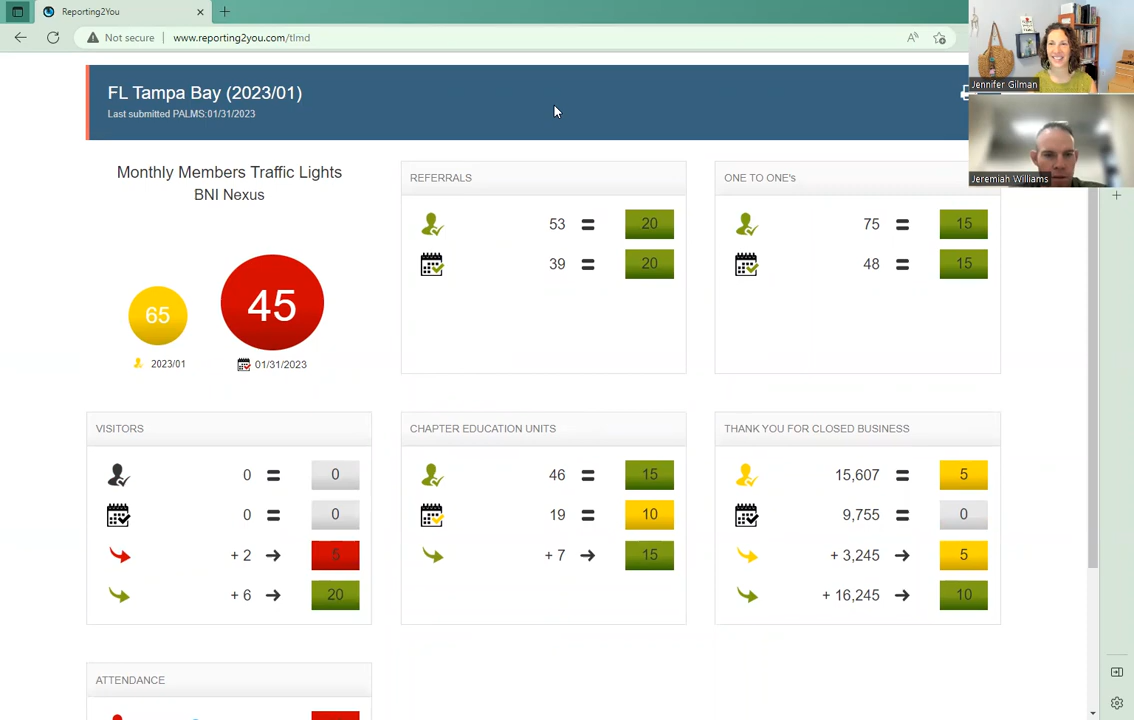 Reporting2You
Not secure www.reporting2you.com/tlmd
Jennifer Gilman
FL Tampa Bay (2023/01)
Last submitted PALMS:01/31/2023
Jeremiah Williams
Monthly Members Traffic Lights
BNI Nexus
65
2023/01
45
01/31/2023
REFERRALS
53 = 20
39 = 20
ONE TO ONE's
75 = 15
48 = 15
VISITORS
0 = 0
0 = 0
+ 2 → 5
+ 6 → 20
CHAPTER EDUCATION UNITS
46 = 15
19 = 10
+ 7 → 15
THANK YOU FOR CLOSED BUSINESS
15,607 = 5
9,755 = 0
+ 3,245 → 5
+ 16,245 → 10
ATTENDANCE